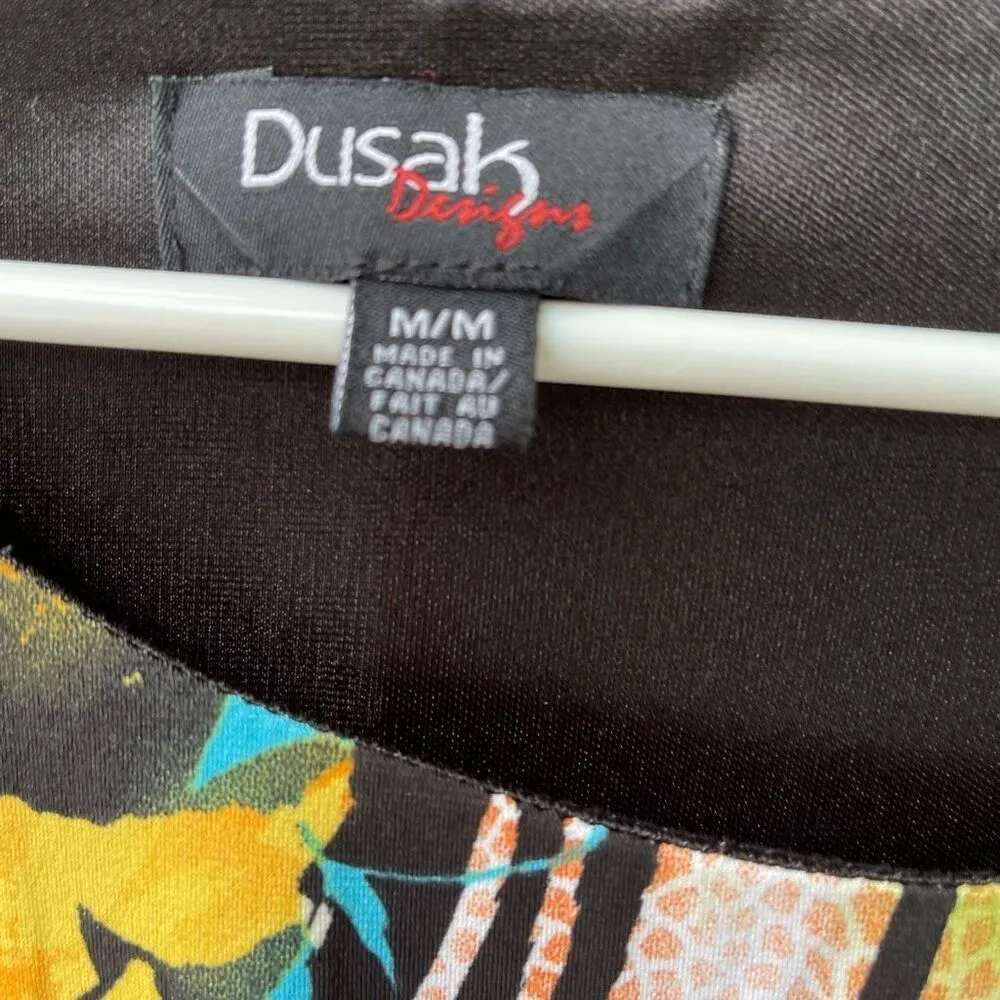 Dusak
Designs
M/M
MADE IN
CANADA/
FAIT AU
CANADA